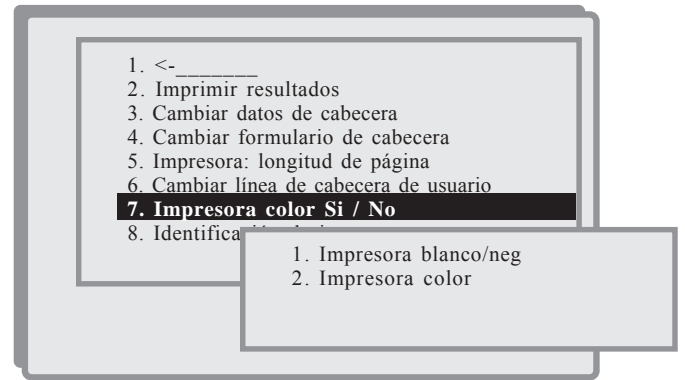 1. <-_______
2. Imprimir resultados
3. Cambiar datos de cabecera
4. Cambiar formulario de cabecera
5. Impresora: longitud de página
6. Cambiar línea de cabecera de usuario
7. Impresora color Si / No
8. Identifica
1. Impresora blanco/neg
2. Impresora color